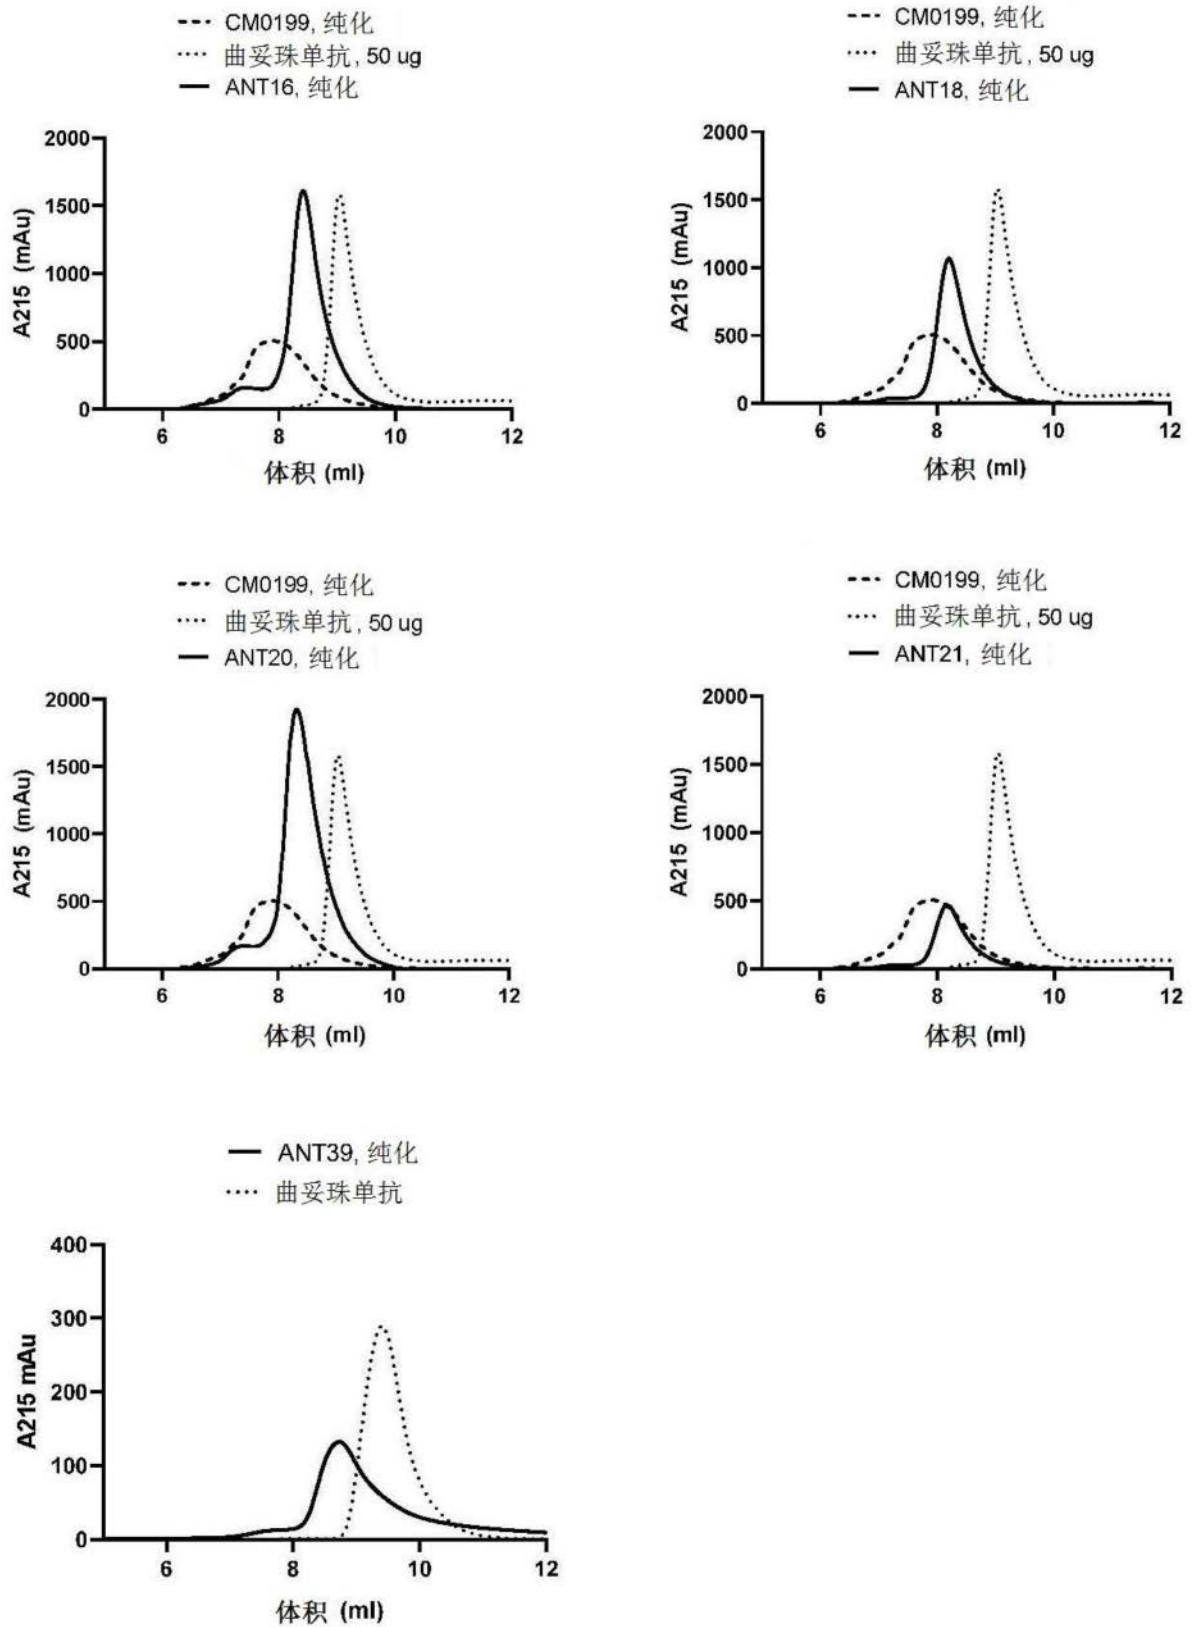 CM0199, 纯化
曲妥珠单抗, 50 ug
ANT16, 纯化
2000
1500
1000
500
0
A215 (mAu)
6 8 10 12
体积 (ml)
CM0199, 纯化
曲妥珠单抗, 50 ug
ANT18, 纯化
2000
1500
1000
500
0
A215 (mAu)
6 8 10 12
体积 (ml)
CM0199, 纯化
曲妥珠单抗, 50 ug
ANT20, 纯化
2000
1500
1000
500
0
A215 (mAu)
6 8 10 12
体积 (ml)
CM0199, 纯化
曲妥珠单抗, 50 ug
ANT21, 纯化
2000
1500
1000
500
0
A215 (mAu)
6 8 10 12
体积 (ml)
ANT39, 纯化
曲妥珠单抗
400
300
200
100
0
A215 mAu
6 8 10 12
体积 (ml)